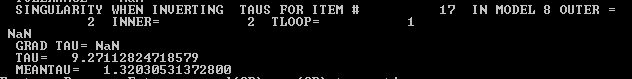 SINGULARITY WHEN INVERTING TAUS FOR ITEM # 17 IN MODEL 8 OUTER =
2 INNER= 2 TLOOP= 1
NaN
GRAD TAU= NaN
TAU= 9.27112824718579
MEANTAU= 1.32030531372800